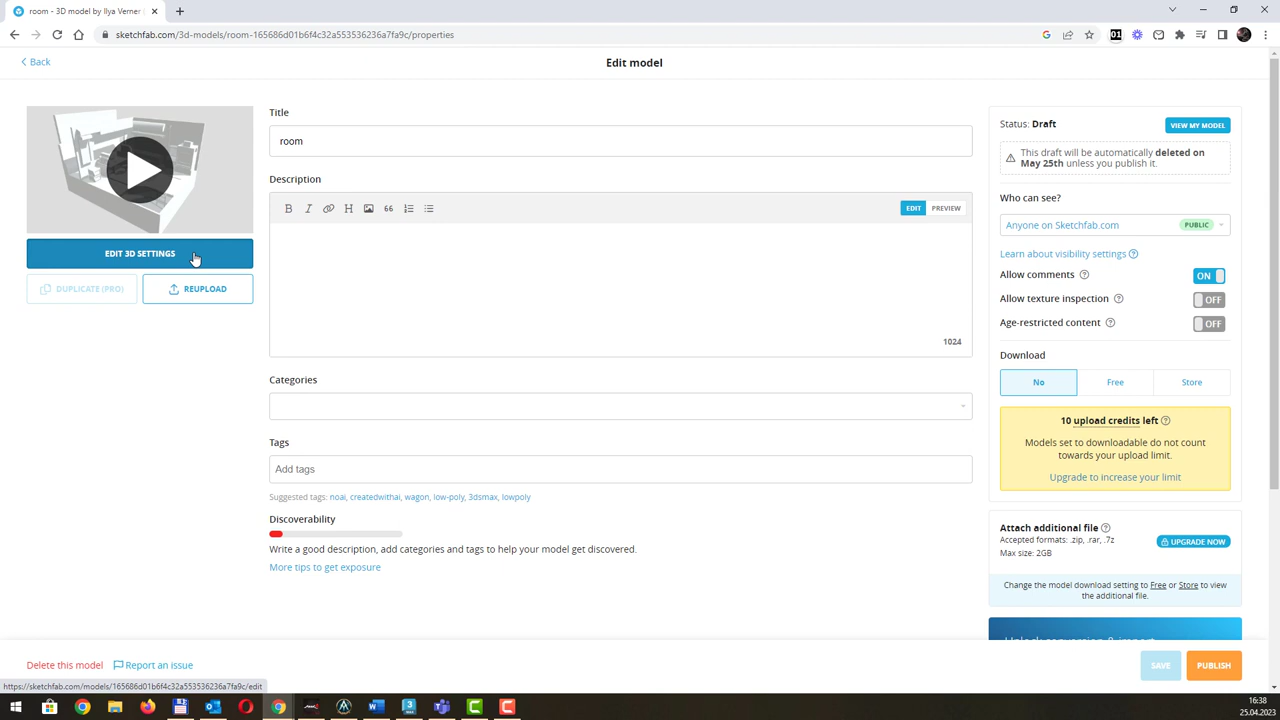 room - 3D model by Ilya Verner (
sketchfab.com/3d-models/room-165686d01b6f4c32a553536236a7fa9c/properties
Back
Edit model
Title
room
EDIT 3D SETTINGS
DUPLICATE (PRO)
REUPLOAD
Description
B I H 66
EDIT
PREVIEW
1024
Categories
Tags
Add tags
Suggested tags: noai, createdwithai, wagon, low-poly, 3dsmax, lowpoly
Discoverability
Write a good description, add categories and tags to help your model get discovered.
More tips to get exposure
Status: Draft
VIEW MY MODEL
This draft will be automatically deleted on
May 25th unless you publish it.
Who can see?
Anyone on Sketchfab.com
PUBLIC
Learn about visibility settings
Allow comments
ON
Allow texture inspection
OFF
Age-restricted content
OFF
Download
No
Free
Store
10 upload credits left
Models set to downloadable do not count
towards your upload limit.
Upgrade to increase your limit
Attach additional file
Accepted formats: .zip, .rar, .7z
Max size: 2GB
UPGRADE NOW
Change the model download setting to Free or Store to view
the additional file.
Delete this model
Report an issue
SAVE
PUBLISH
https://sketchfab.com/models/165686d01b6f4c32a553536236a7fa9c/edit
16:38
25.04.2023